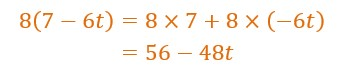 8(7 − 6t) = 8 × 7 + 8 × (−6t)
= 56 − 48t